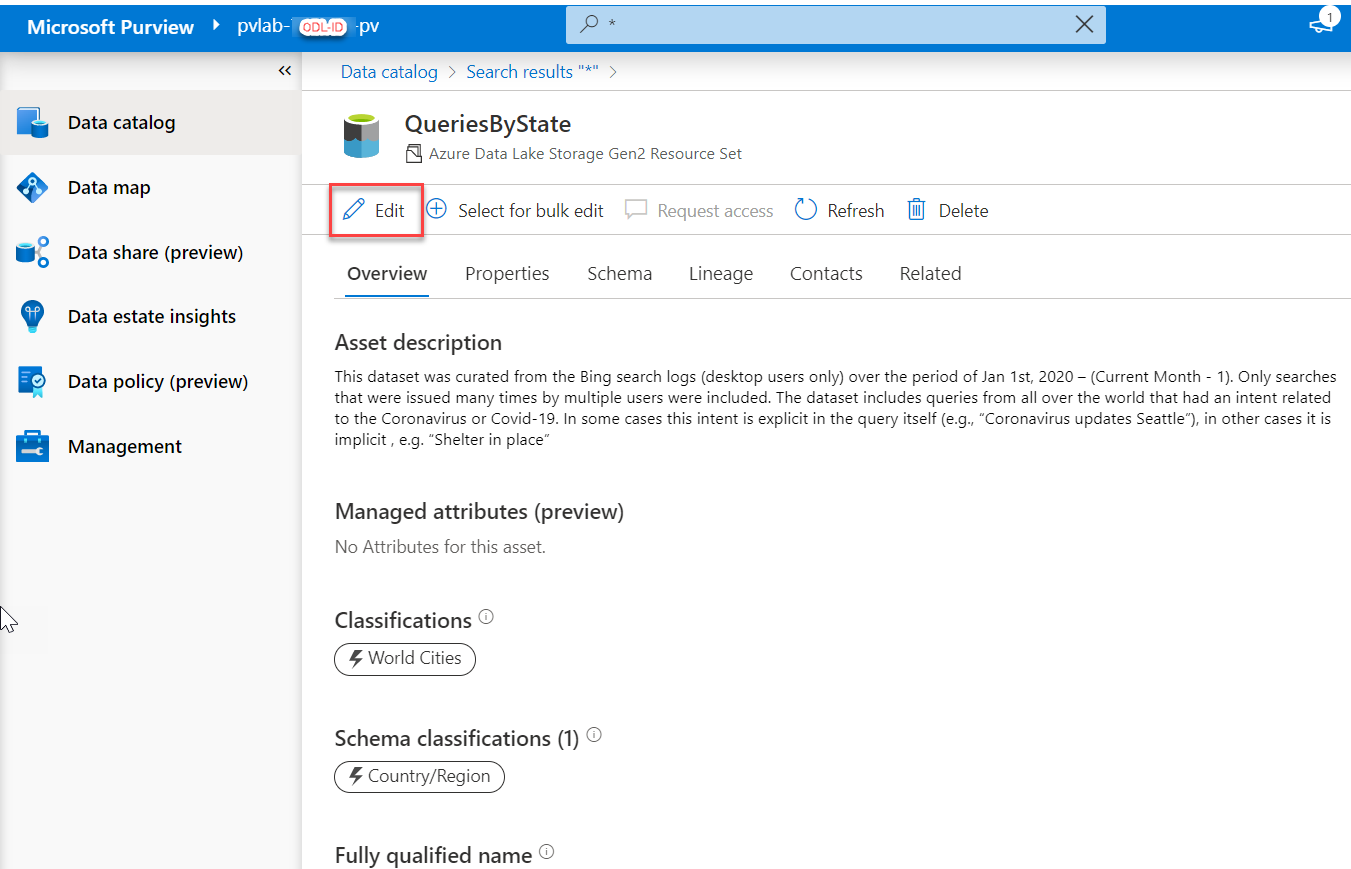 Microsoft Purview pvlab- ODL-ID -pv * 1
Data catalog > Search results "*" >
Data catalog
Data map
Data share (preview)
Data estate insights
Data policy (preview)
Management
QueriesByState
Azure Data Lake Storage Gen2 Resource Set
Edit Select for bulk edit Request access Refresh Delete
Overview Properties Schema Lineage Contacts Related
Asset description
This dataset was curated from the Bing search logs (desktop users only) over the period of Jan 1st, 2020 – (Current Month - 1). Only searches
that were issued many times by multiple users were included. The dataset includes queries from all over the world that had an intent related
to the Coronavirus or Covid-19. In some cases this intent is explicit in the query itself (e.g., “Coronavirus updates Seattle”), in other cases it is
implicit , e.g. “Shelter in place”
Managed attributes (preview)
No Attributes for this asset.
Classifications
World Cities
Schema classifications (1)
Country/Region
Fully qualified name